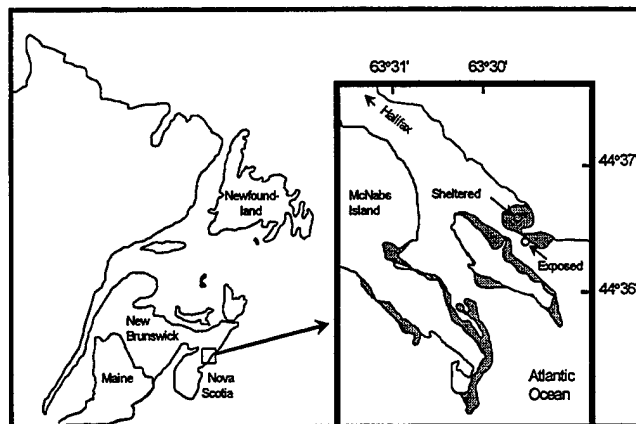 Newfound-
land
New
Brunswick
Maine
Nova
Scotia
63°31'
63°30'
Halifax
44°37'
McNabs
Island
Sheltered
Exposed
44°36'
Atlantic
Ocean